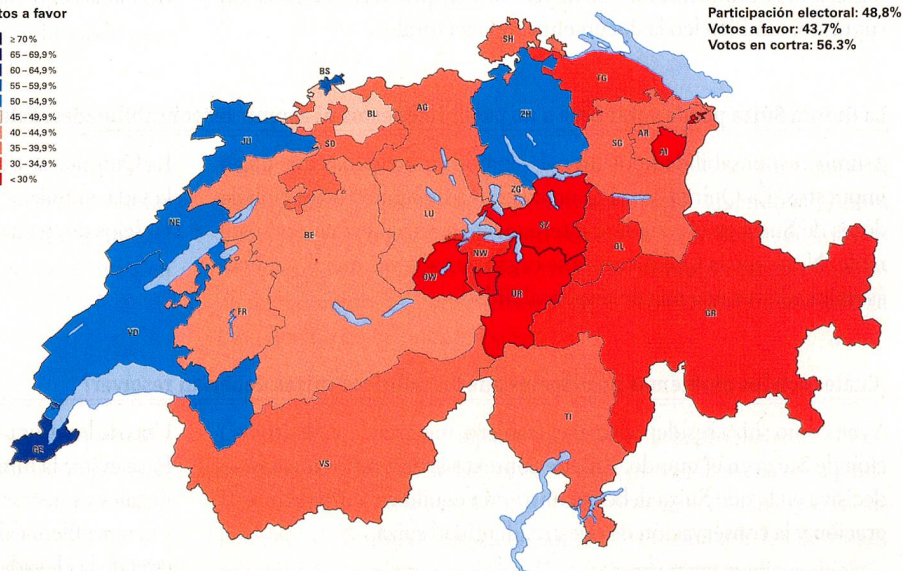 tos a favor
≥70%
65–69,9%
60–64,9%
55–59,9%
50–54,9%
45–49,9%
40–44,9%
35–39,9%
30–34,9%
<30%
Participación electoral: 48,8%
Votos a favor: 43,7%
Votos en cortra: 56.3%
SH
BS
TG
BL
AG
ZH
JU
SO
SG
AR
AI
ZG
NE
LU
SZ
BE
GL
NW
OW
UR
FR
GR
VD
TI
GE
VS